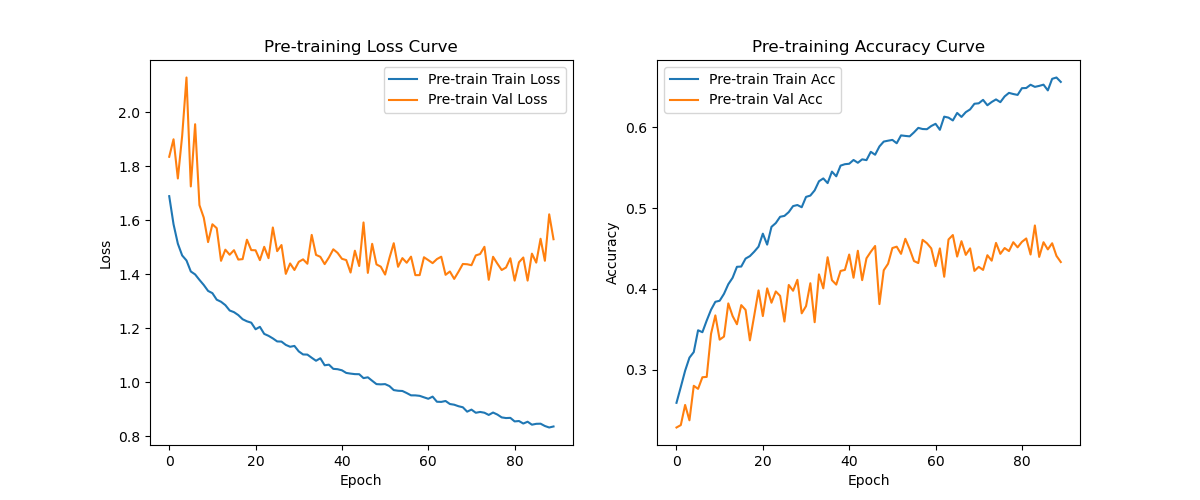 Pre-training Loss Curve
Pre-train Train Loss
Pre-train Val Loss
2.0
1.8
1.6
1.4
1.2
1.0
0.8
Loss
0
20
40
60
80
Epoch
Pre-training Accuracy Curve
Pre-train Train Acc
Pre-train Val Acc
0.6
0.5
0.4
0.3
Accuracy
0
20
40
60
80
Epoch